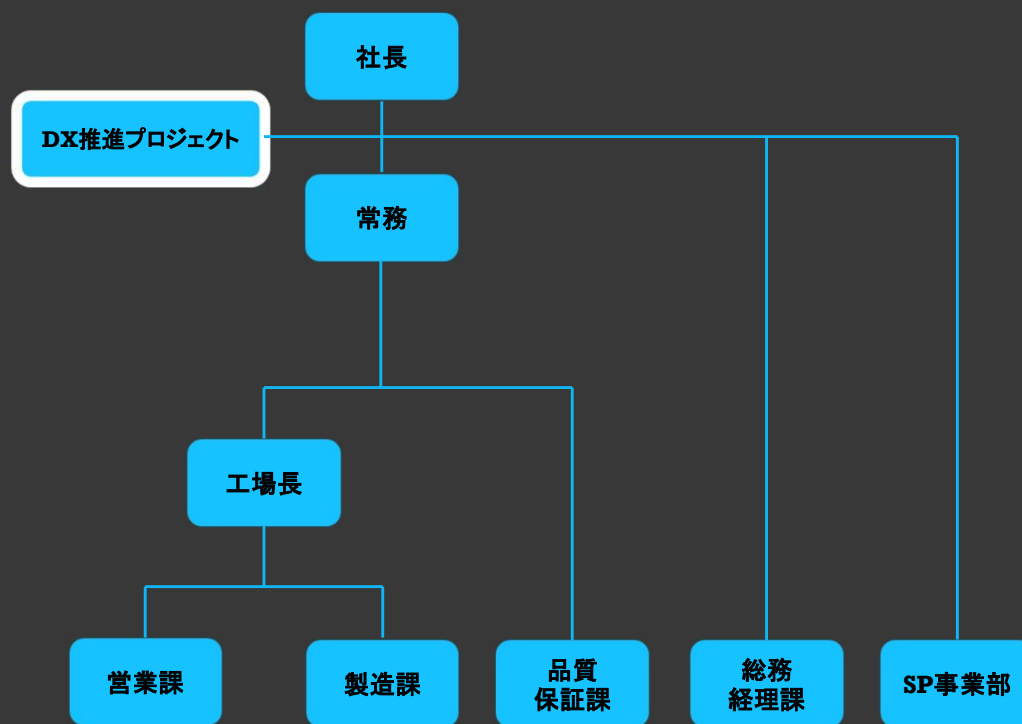 社長
DX推進プロジェクト
常務
工場長
営業課
製造課
品質
保証課
総務
経理課
SP事業部